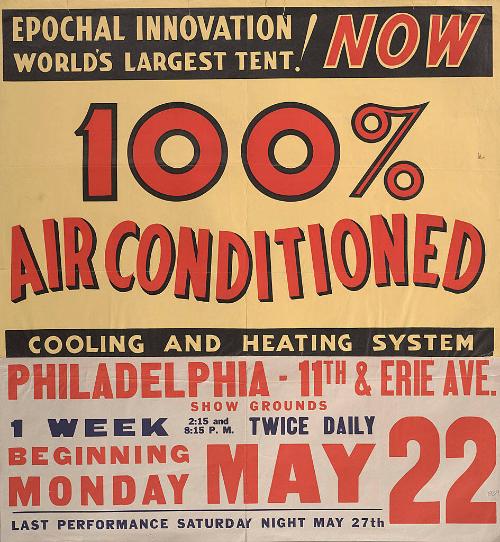 EPOCHAL INNOVATION!
WORLD'S LARGEST TENT.
NOW
100%
AIR CONDITIONED
COOLING AND HEATING SYSTEM
PHILADELPHIA - 11TH & ERIE AVE.
SHOW GROUNDS
1 WEEK 2:15 and 8:15 P. M. TWICE DAILY
BEGINNING
MONDAY MAY 22
LAST PERFORMANCE SATURDAY NIGHT MAY 27th